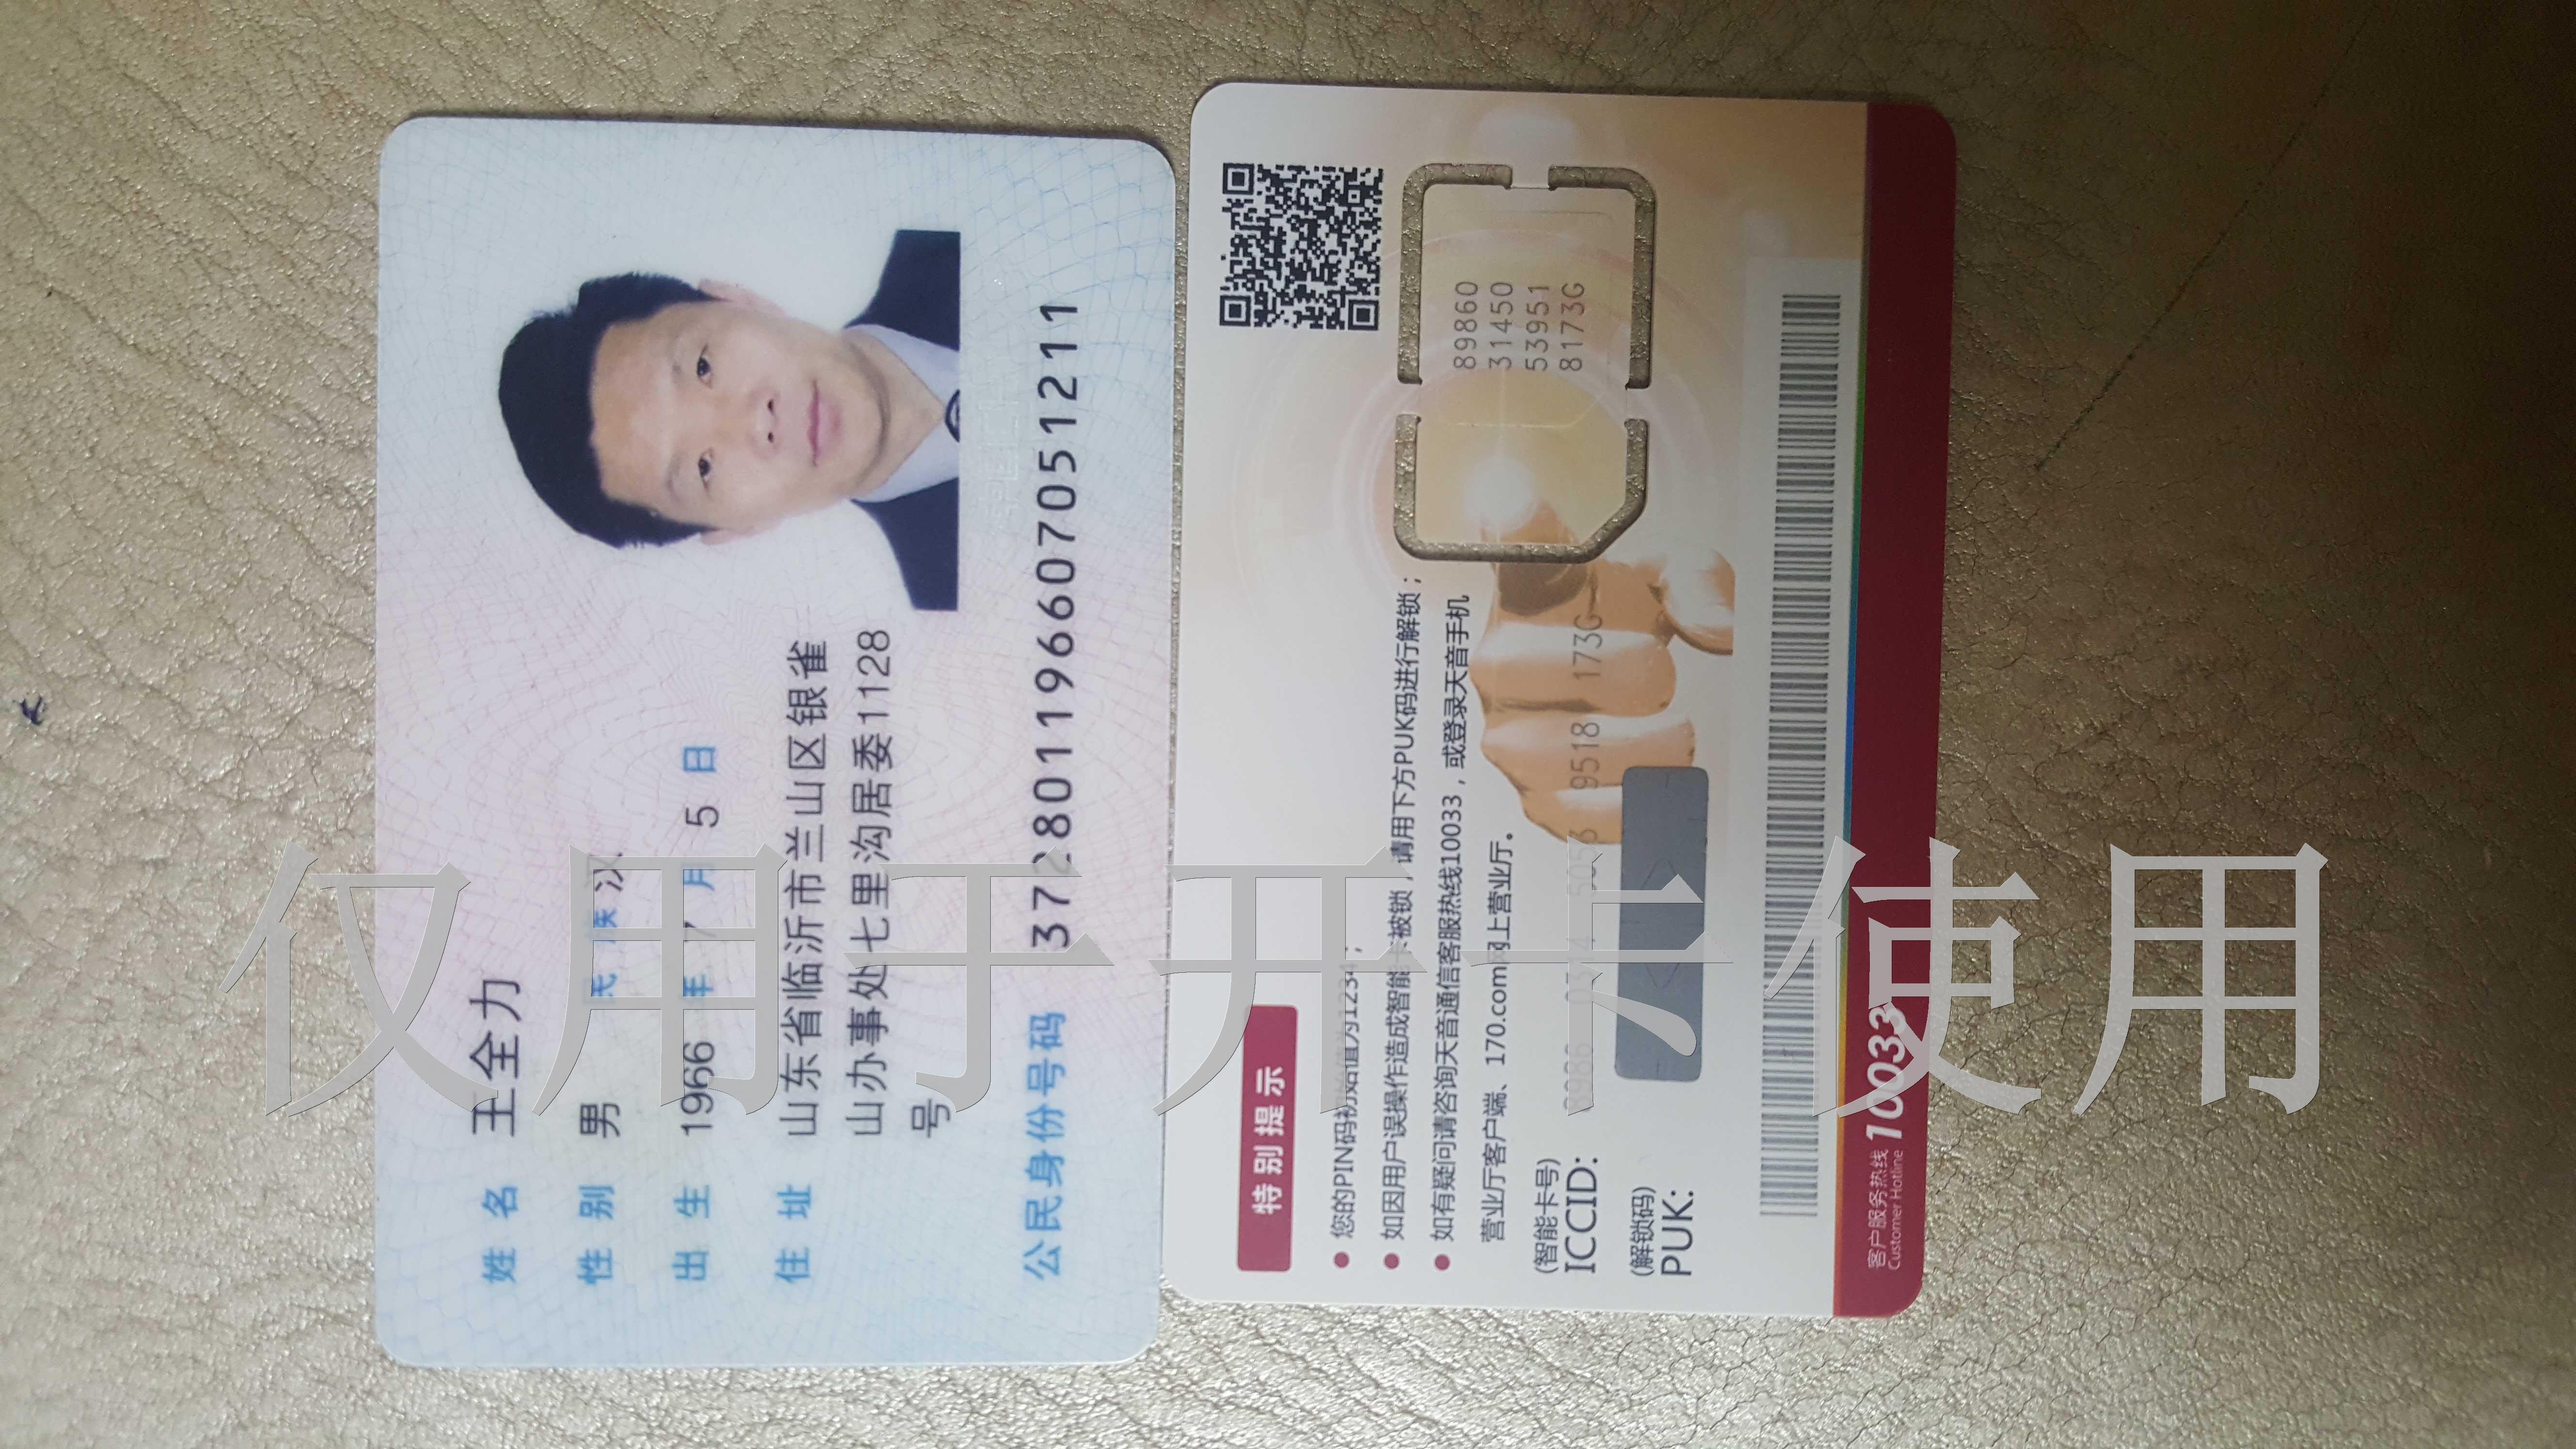 姓名 王全力
性别 男 民族 汉
出生 1966 年 7 月 5 日
住址 山东省临沂市兰山区银雀
山办事处七里沟居委1128
号
公民身份号码 372801196607051211
特别提示
● 您的PIN码初始值为1234；
● 如因用户误操作造成智能卡被锁，请用下方PUK码进行解锁；
● 如有疑问请咨询天音通信客服热线10033，或登录天音手机
营业厅客户端、170.com网上营业厅。
(智能卡号)
ICCID: 8986 0314 5053 9518 173G
(解锁码)
PUK:
89860
31450
53951
8173G
客户服务热线 10033
Customer Hotline
仅用于开卡使用